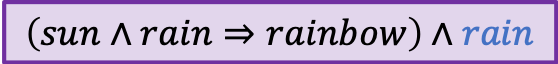 (sun ∧ rain ⇒ rainbow) ∧ rain